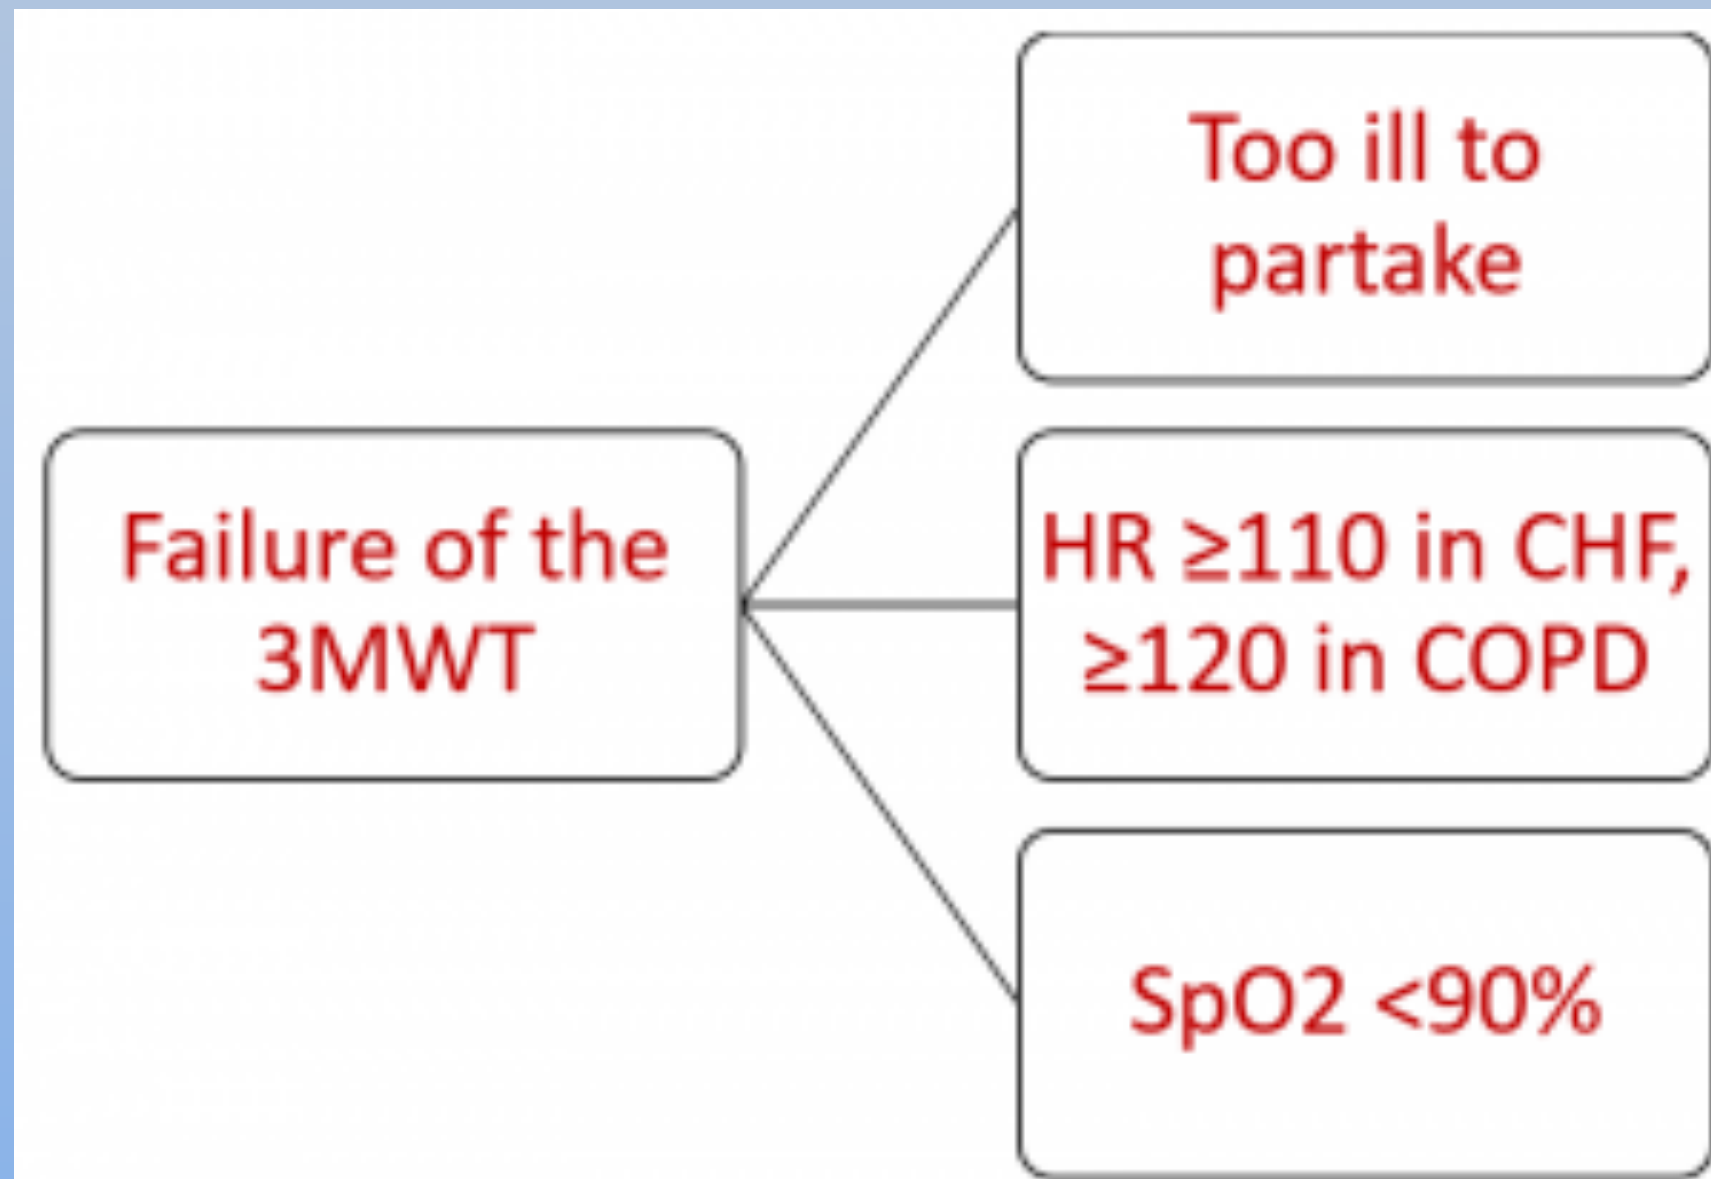 Failure of the
3MWT
Too ill to
partake
HR ≥110 in CHF,
≥120 in COPD
SpO2 <90%